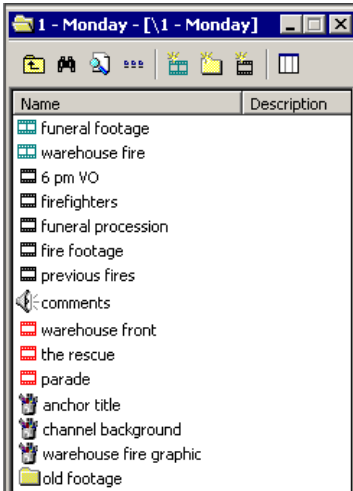 1 - Monday - [\1 - Monday]
Name Description
funeral footage
warehouse fire
6 pm VO
firefighters
funeral procession
fire footage
previous fires
comments
warehouse front
the rescue
parade
anchor title
channel background
warehouse fire graphic
old footage